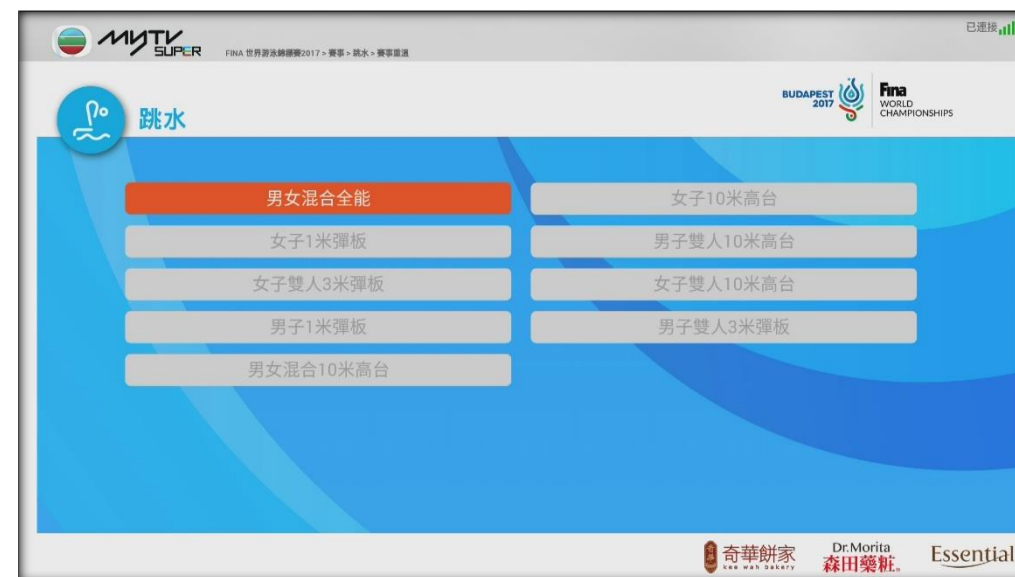 myTV SUPER
FINA 世界游泳錦標賽2017 > 賽事 > 跳水 > 賽事重溫
已連接
跳水
BUDAPEST 2017
Fina
WORLD
CHAMPIONSHIPS
男女混合全能
女子10米高台
女子1米彈板
男子雙人10米高台
女子雙人3米彈板
女子雙人10米高台
男子1米彈板
男子雙人3米彈板
男女混合10米高台
奇華餅家
kee wah bakery
Dr.Morita
森田藥粧®
Essential